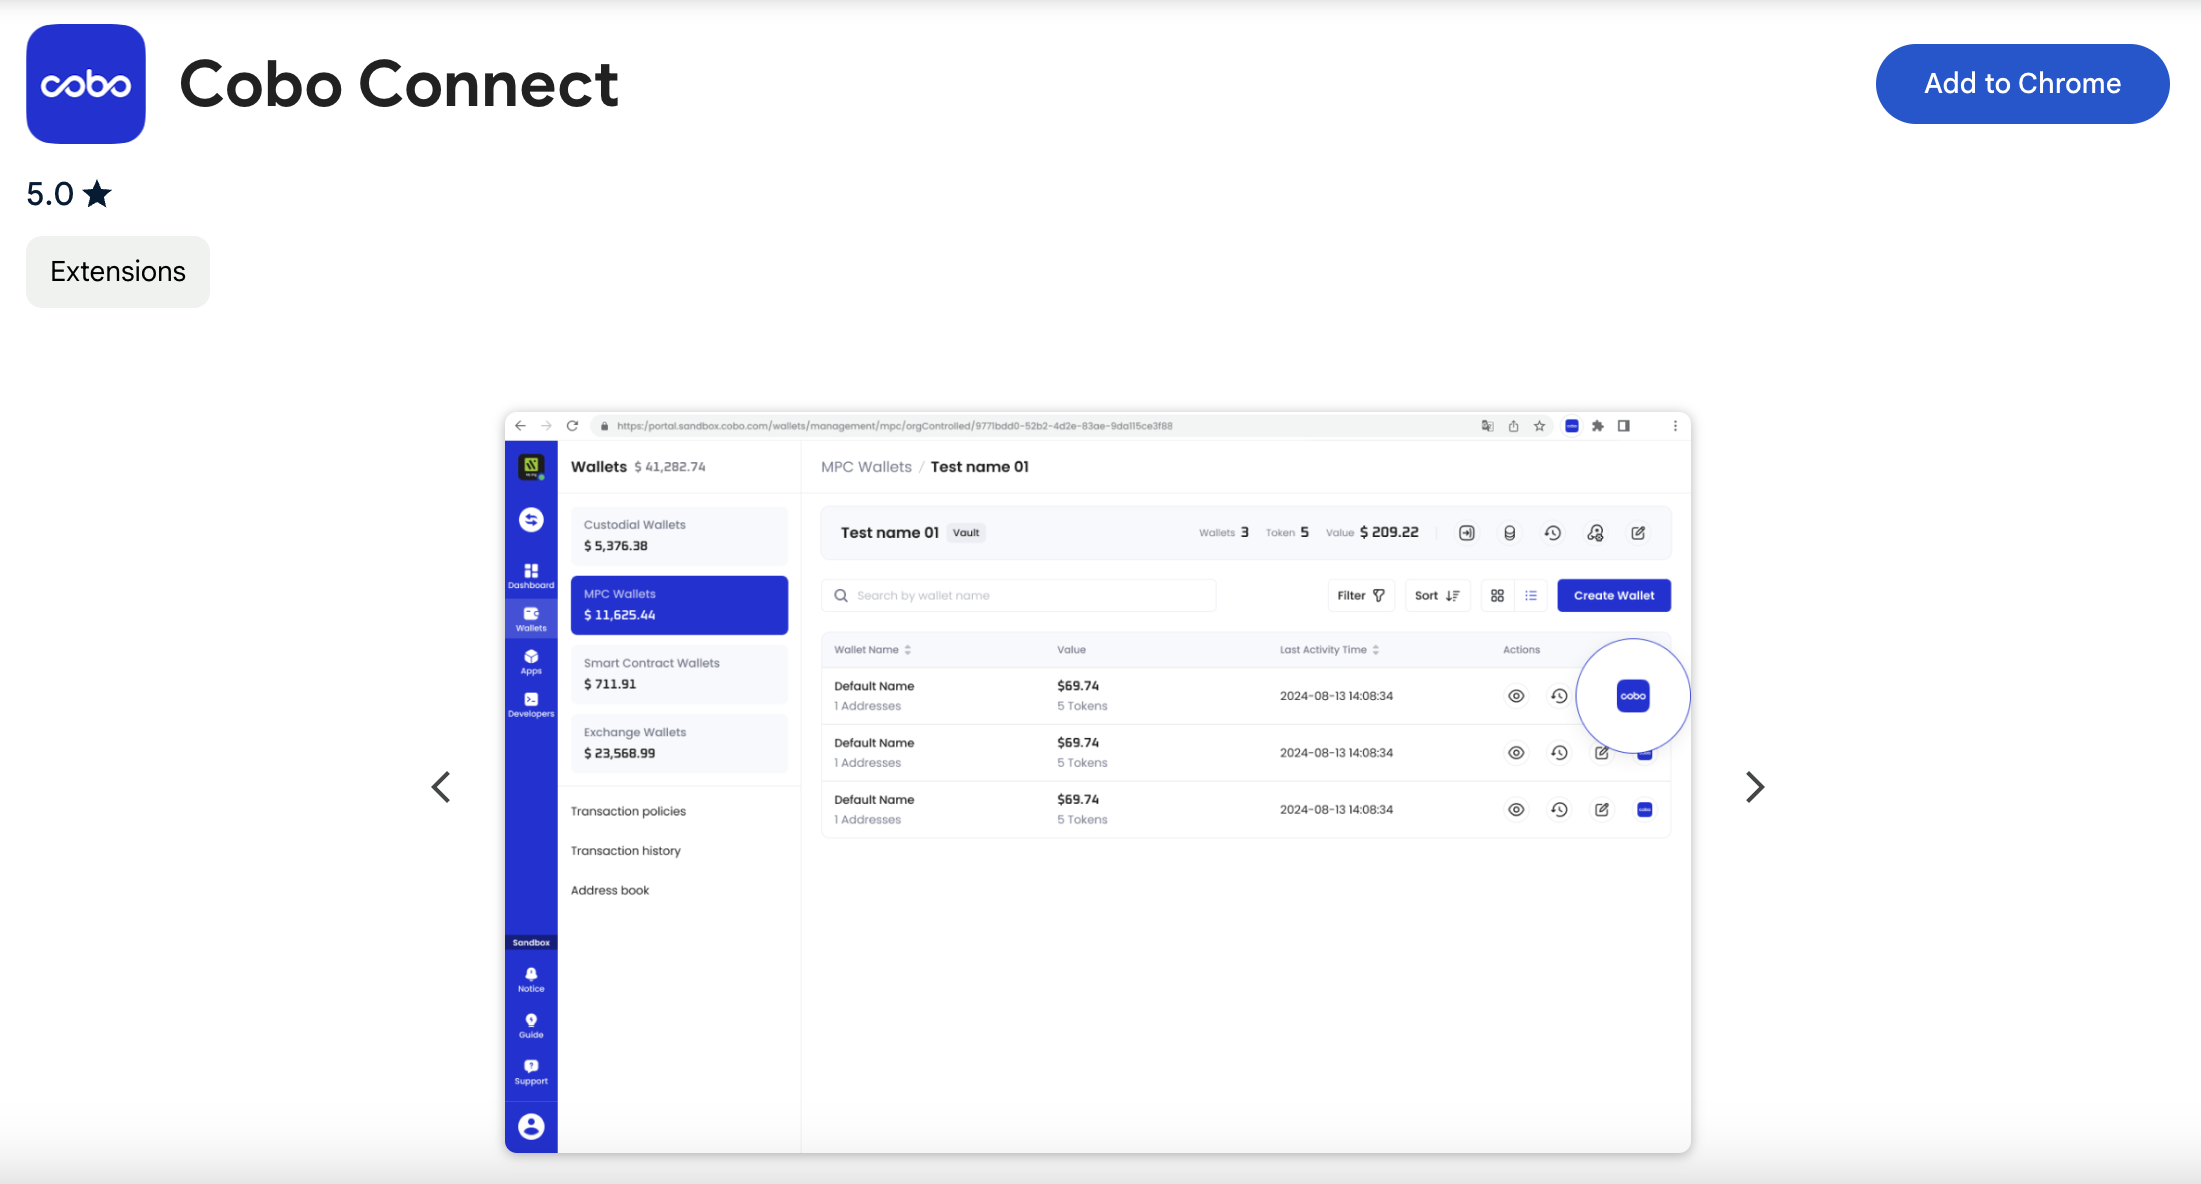 cobo
Cobo Connect
Add to Chrome
5.0
Extensions
https:/portal.sandbox.cobo.com/wallets/management/mpc/orgControlled/9771bdd0-52b2-4d2e-83ae-9da115ce3f88
Wallets $ 41,282.74
MPC Wallets / Test name 01
Custodial Wallets
$ 5,376.38
MPC Wallets
$ 11,625.44
Smart Contract Wallets
$ 711.91
Exchange Wallets
$ 23,568.99
Transaction policies
Transaction history
Address book
Dashboard
Wallets
Apps
Developers
Sandbox
Notice
Guide
Support
Test name 01 Vault Wallets 3 Token 5 Value $ 209.22
Search by wallet name Filter Sort Create Wallet
Wallet Name Value Last Activity Time Actions
Default Name $69.74 2024-08-13 14:08:34 cobo
1 Addresses 5 Tokens
Default Name $69.74 2024-08-13 14:08:34
1 Addresses 5 Tokens
Default Name $69.74 2024-08-13 14:08:34 cobo
1 Addresses 5 Tokens